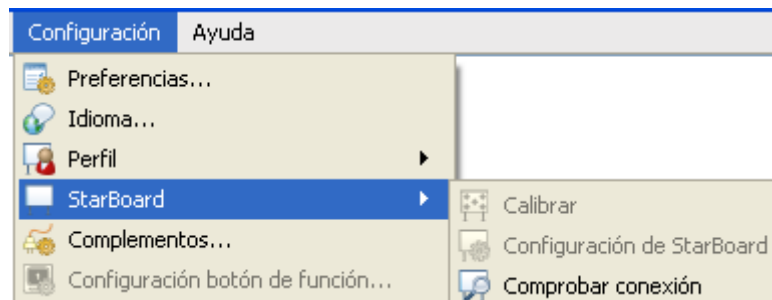 Configuración Ayuda
Preferencias...
Idioma...
Perfil
StarBoard
Complementos...
Configuración botón de función...
Calibrar
Configuración de StarBoard
Comprobar conexión